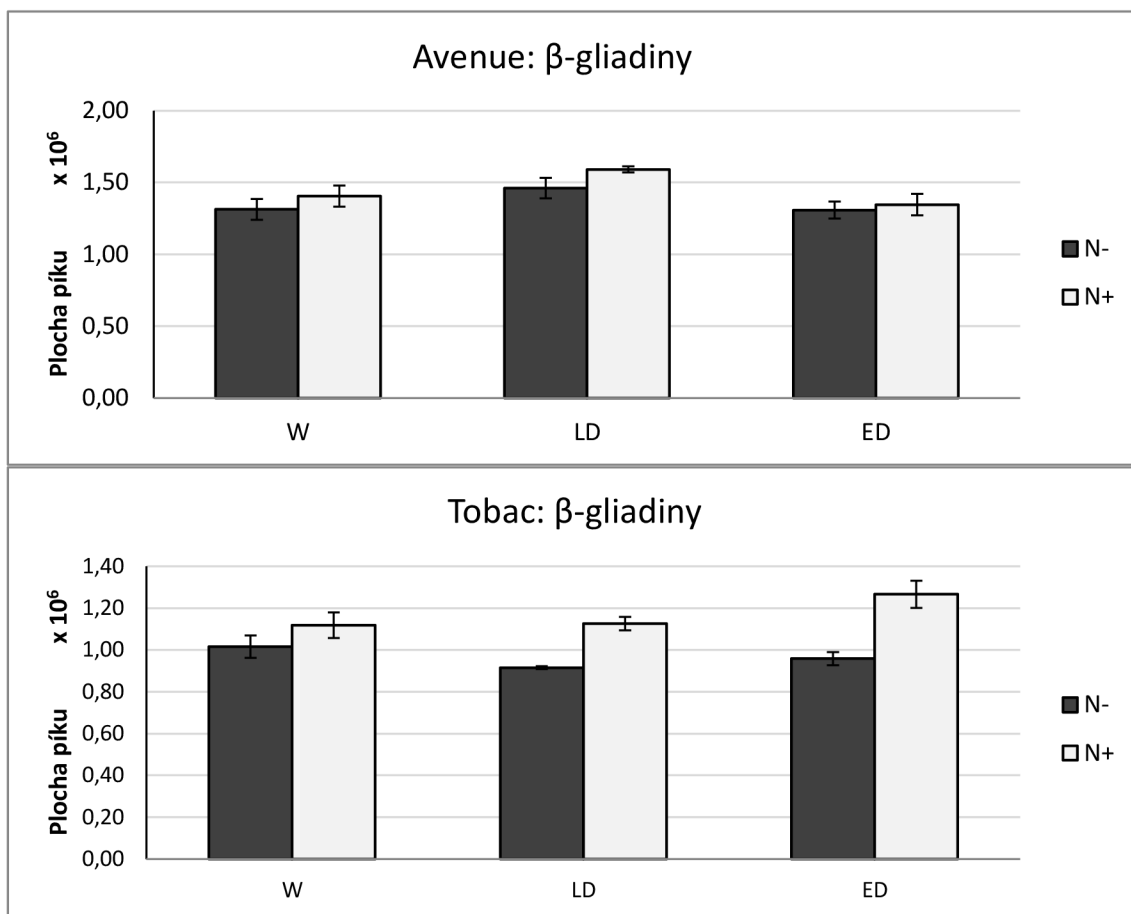 Avenue: β-gliadiny
Plocha píku x 10⁶
2,00
1,50
1,00
0,50
0,00
W LD ED
N-
N+
Tobac: β-gliadiny
Plocha píku x 10⁶
1,40
1,20
1,00
0,80
0,60
0,40
0,20
0,00
W LD ED
N-
N+